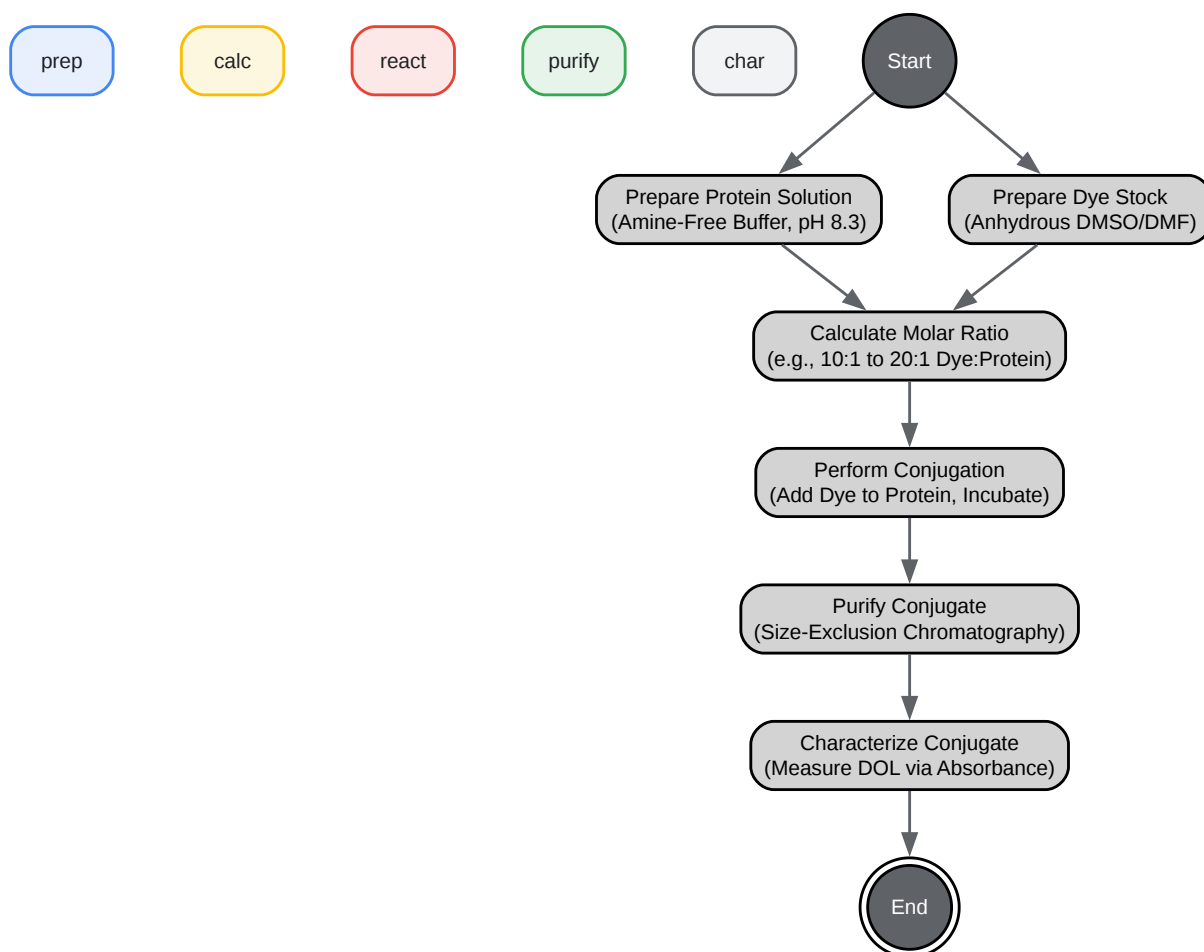 prep
calc
react
purify
char
Start
Prepare Protein Solution
(Amine-Free Buffer, pH 8.3)
Prepare Dye Stock
(Anhydrous DMSO/DMF)
Calculate Molar Ratio
(e.g., 10:1 to 20:1 Dye:Protein)
Perform Conjugation
(Add Dye to Protein, Incubate)
Purify Conjugate
(Size-Exclusion Chromatography)
Characterize Conjugate
(Measure DOL via Absorbance)
End